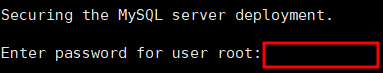 Securing the MySQL server deployment.
Enter password for user root: